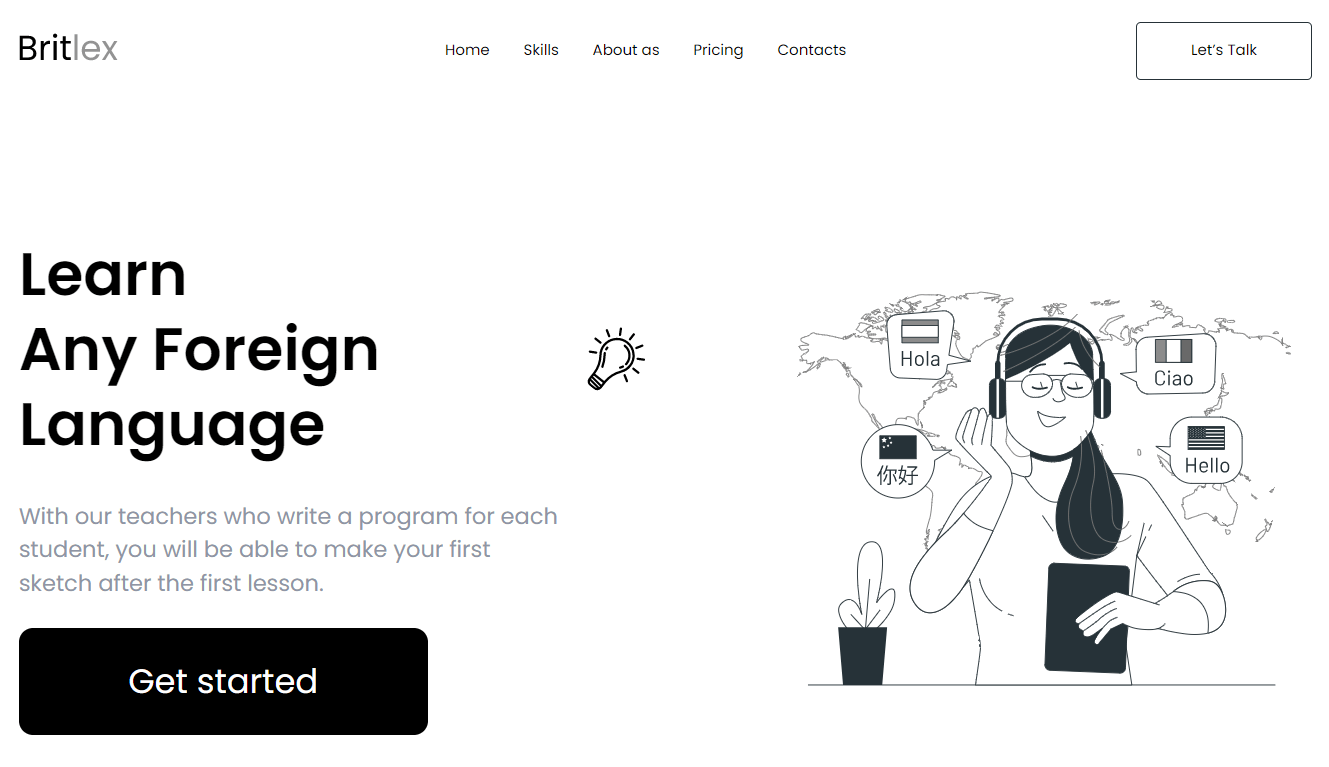 Britlex
Home Skills About as Pricing Contacts
Let's Talk
Learn
Any Foreign
Language
With our teachers who write a program for each
student, you will be able to make your first
sketch after the first lesson.
Get started
Hola
Ciao
你好
Hello